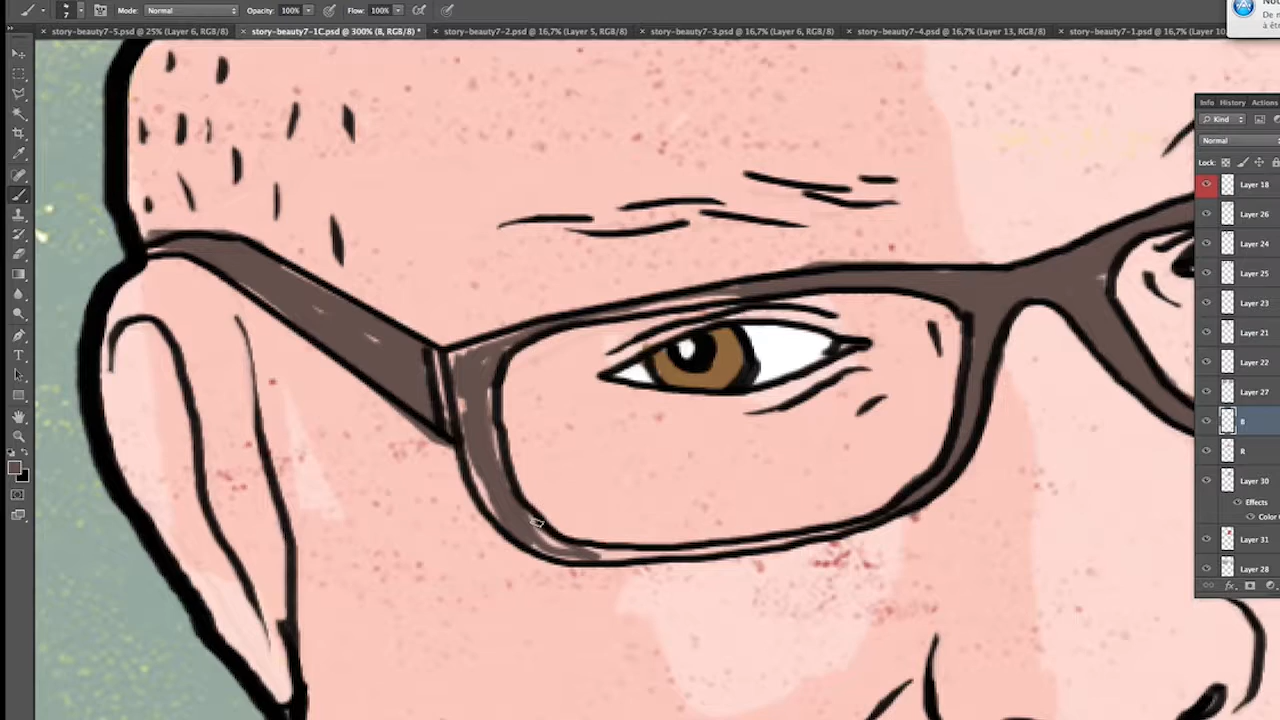 Mode: Normal Opacity: 100% Flow: 100%
7
story-beauty7-5.psd @ 25% (Layer 6, RGB/8)
story-beauty7-1C.psd @ 300% (B, RGB/8) *
story-beauty7-2.psd @ 16,7% (Layer 5, RGB/8)
story-beauty7-3.psd @ 16,7% (Layer 6, RGB/8)
story-beauty7-4.psd @ 16,7% (Layer 13, RGB/8)
story-beauty7-1.psd @ 16,7% (Layer 10
Info History Actions
Kind
Normal
Lock:
Layer 18
Layer 26
Layer 24
Layer 25
Layer 23
Layer 21
Layer 22
Layer 27
B
R
Layer 30
Effects
Color
Layer 31
Layer 28